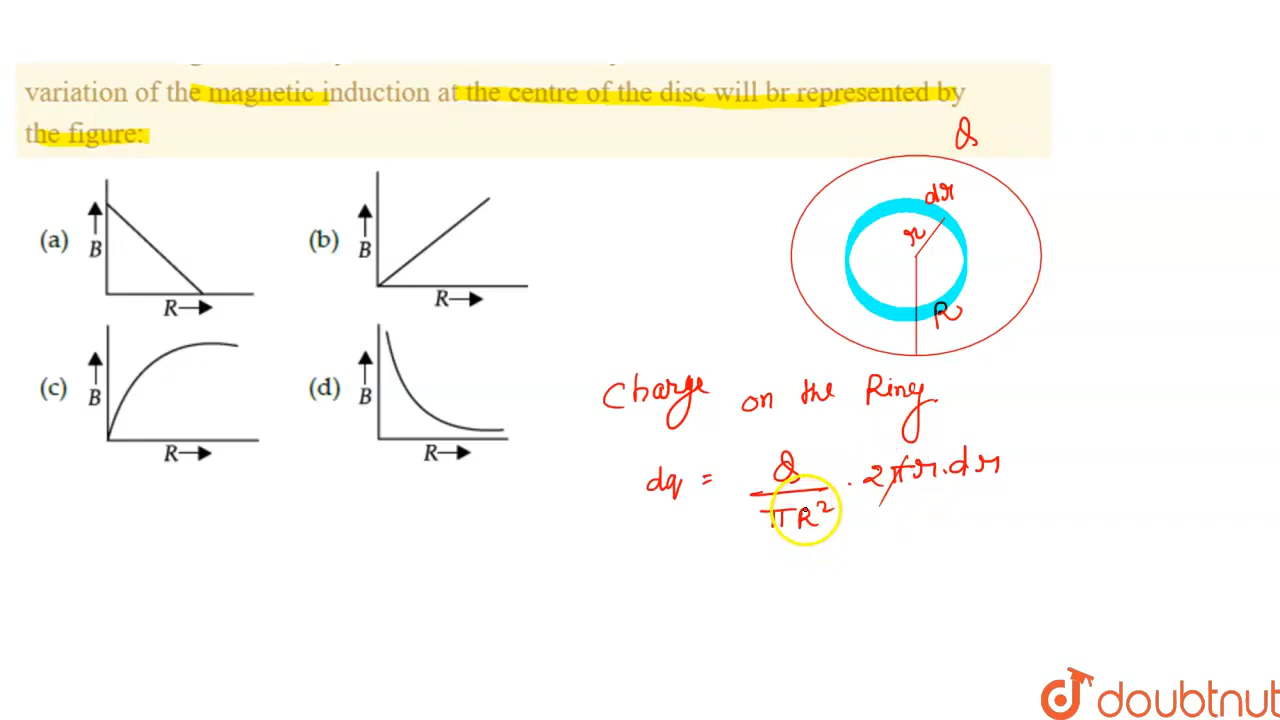 variation of the magnetic induction at the centre of the disc will br represented by
the figure:
Q
dr
r
R
(a)
B
R
(b)
B
R
(c)
B
R
(d)
B
R
Charge on the Ring.
dq = Q/πR² . 2πr.dr
doubtnut